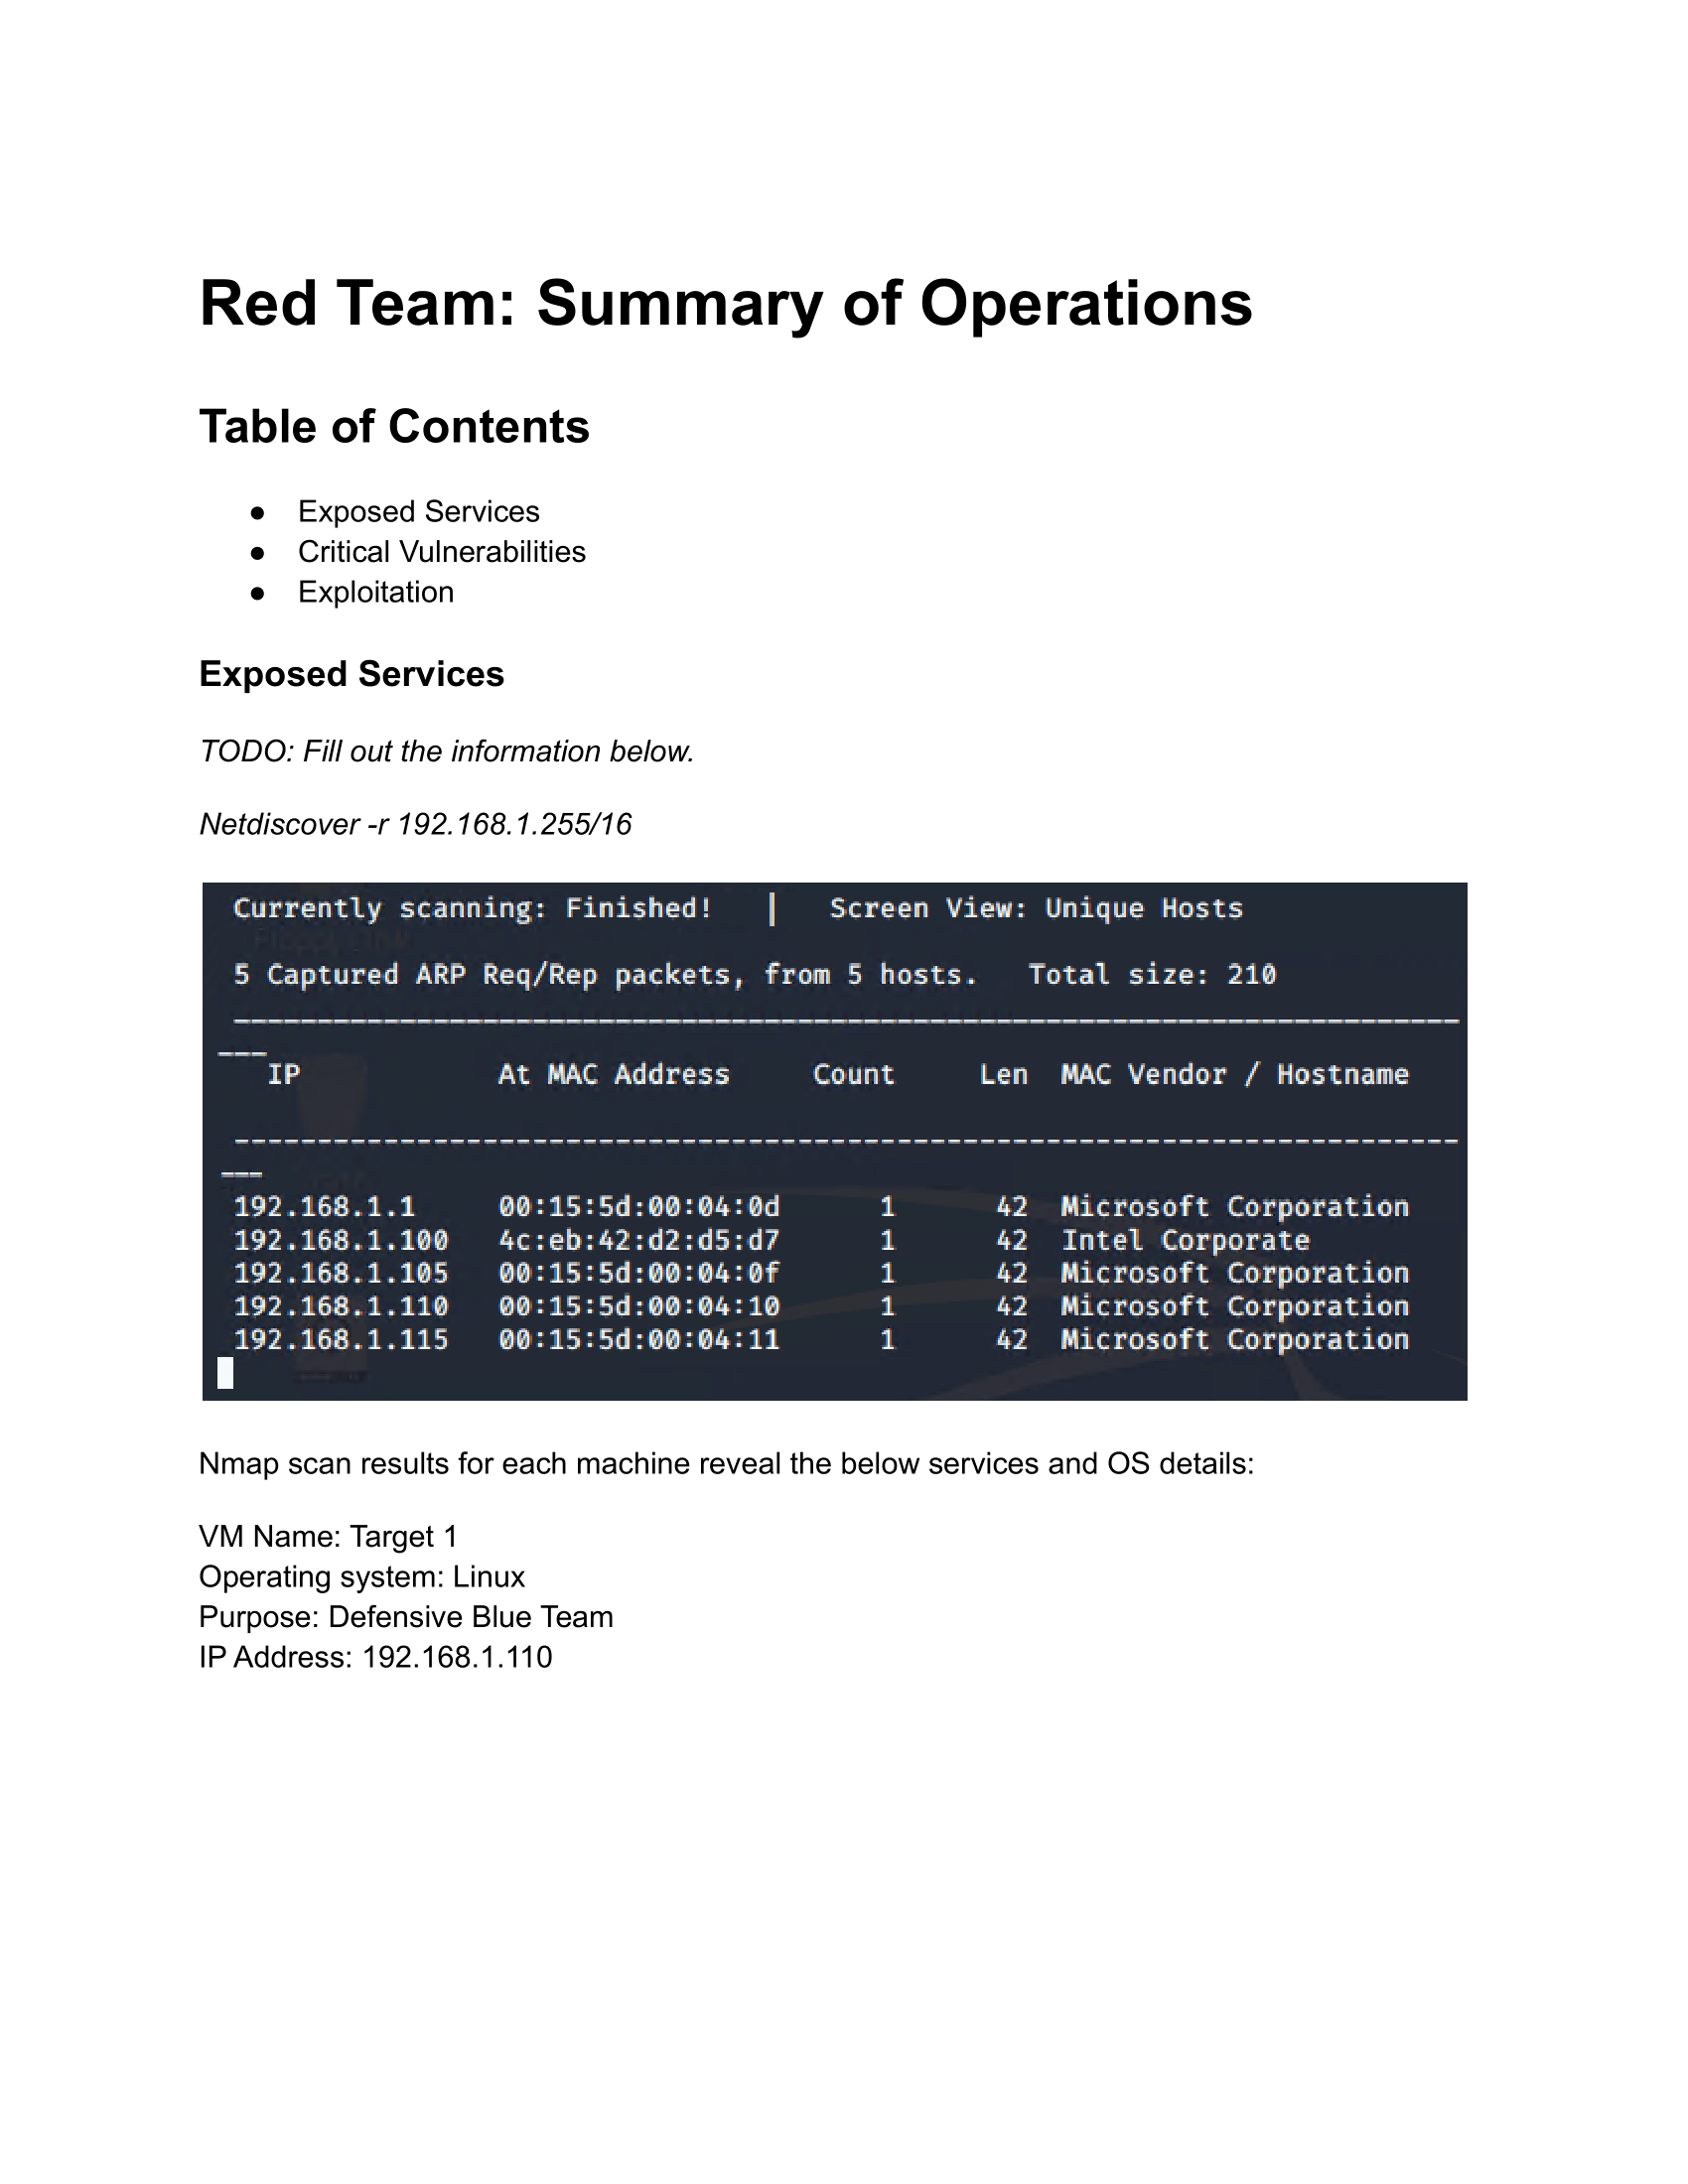 Red Team: Summary of Operations
Table of Contents
● Exposed Services
● Critical Vulnerabilities
● Exploitation
Exposed Services
TODO: Fill out the information below.
Netdiscover -r 192.168.1.255/16
Currently scanning: Finished!   |   Screen View: Unique Hosts
5 Captured ARP Req/Rep packets, from 5 hosts.   Total size: 210
__________________________________________________________________________
___
IP            At MAC Address     Count     Len  MAC Vendor / Hostname
--------------------------------------------------------------------------
---
192.168.1.1     00:15:5d:00:04:0d      1      42  Microsoft Corporation
192.168.1.100   4c:eb:42:d2:d5:d7      1      42  Intel Corporate
192.168.1.105   00:15:5d:00:04:0f      1      42  Microsoft Corporation
192.168.1.110   00:15:5d:00:04:10      1      42  Microsoft Corporation
192.168.1.115   00:15:5d:00:04:11      1      42  Microsoft Corporation
Nmap scan results for each machine reveal the below services and OS details:
VM Name: Target 1
Operating system: Linux
Purpose: Defensive Blue Team
IP Address: 192.168.1.110